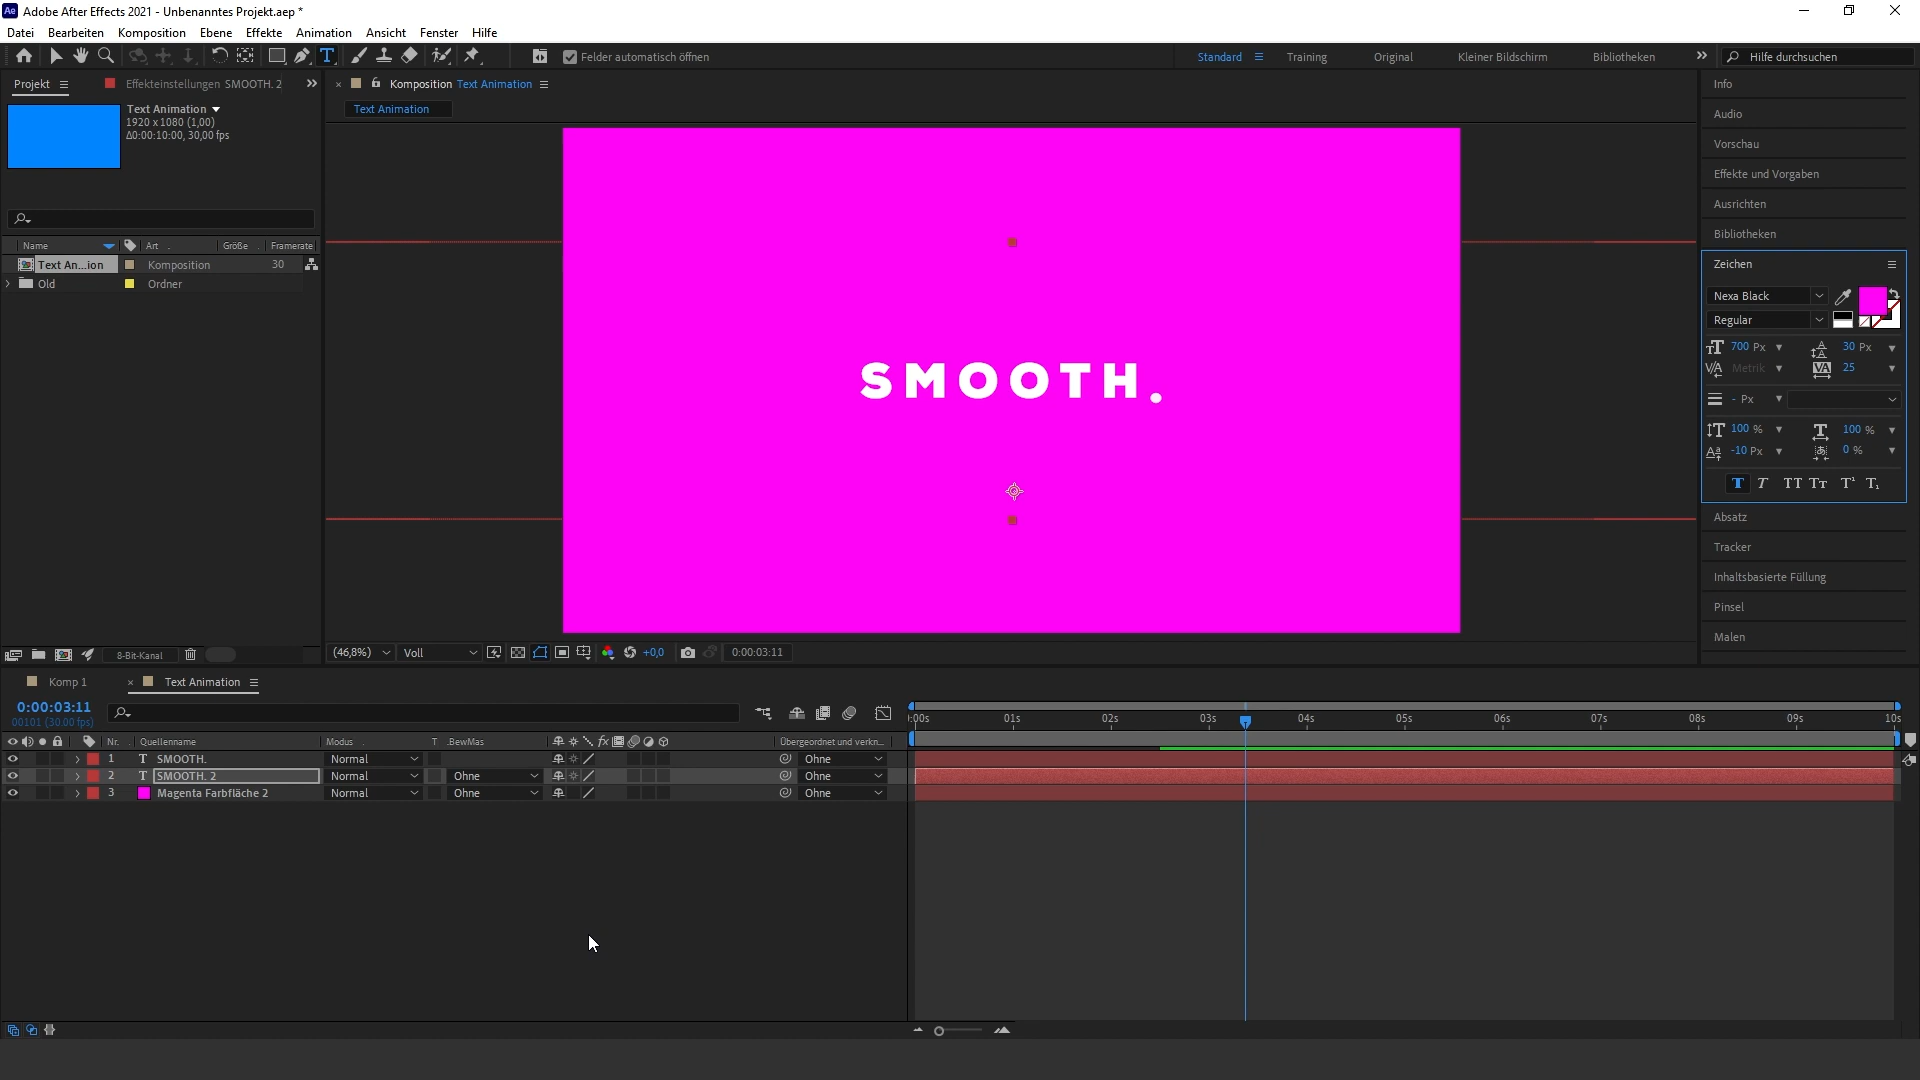 Ae Adobe After Effects 2021 - Unbenanntes Projekt.aep *
Datei Bearbeiten Komposition Ebene Effekte Animation Ansicht Fenster Hilfe
Felder automatisch öffnen
Standard Training Original Kleiner Bildschirm Bibliotheken Hilfe durchsuchen
Projekt Effekteinstellungen SMOOTH. 2
Komposition Text Animation
Text Animation
Text Animation
1920 x 1080 (1,00)
Δ0:00:10:00, 30,00 fps
Name Art Größe Framerate
Text An...ion Komposition 30
Old Ordner
8-Bit-Kanal
SMOOTH.
(46,8%) Voll +0,0 0:00:03:11
Info
Audio
Vorschau
Effekte und Vorgaben
Ausrichten
Bibliotheken
Zeichen
Nexa Black
Regular
700 Px 30 Px
Metrik 25
- Px
100 % 100 %
-10 Px 0 %
T T TT Tt T¹ T₁
Absatz
Tracker
Inhaltsbasierte Füllung
Pinsel
Malen
Komp 1 Text Animation
0:00:03:11
00101 (30.00 fps)
:00s 01s 02s 03s 04s 05s 06s 07s 08s 09s 10s
Nr. Quellenname Modus T .BewMas Übergeordnet und verkn...
1 T SMOOTH. Normal Ohne
2 T SMOOTH. 2 Normal Ohne Ohne
3 Magenta Farbfläche 2 Normal Ohne Ohne